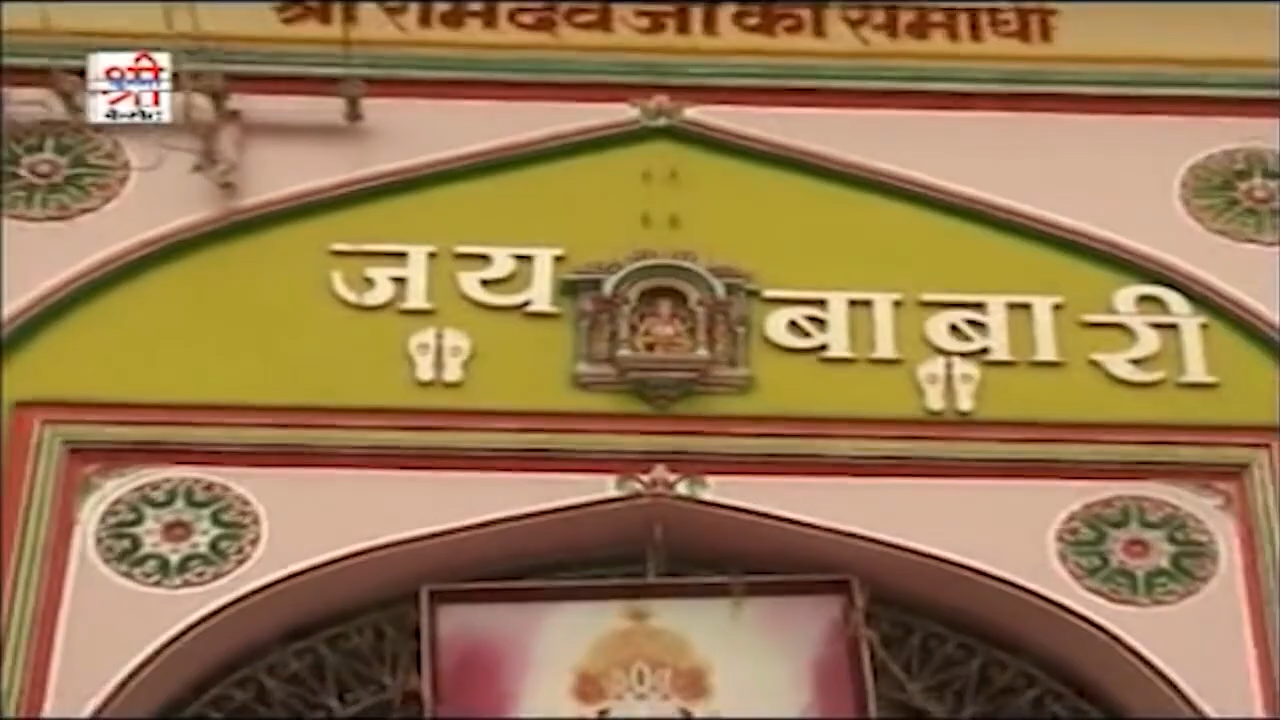 श्री रामदेव जी की समाधी
श्री
जय बाबा री